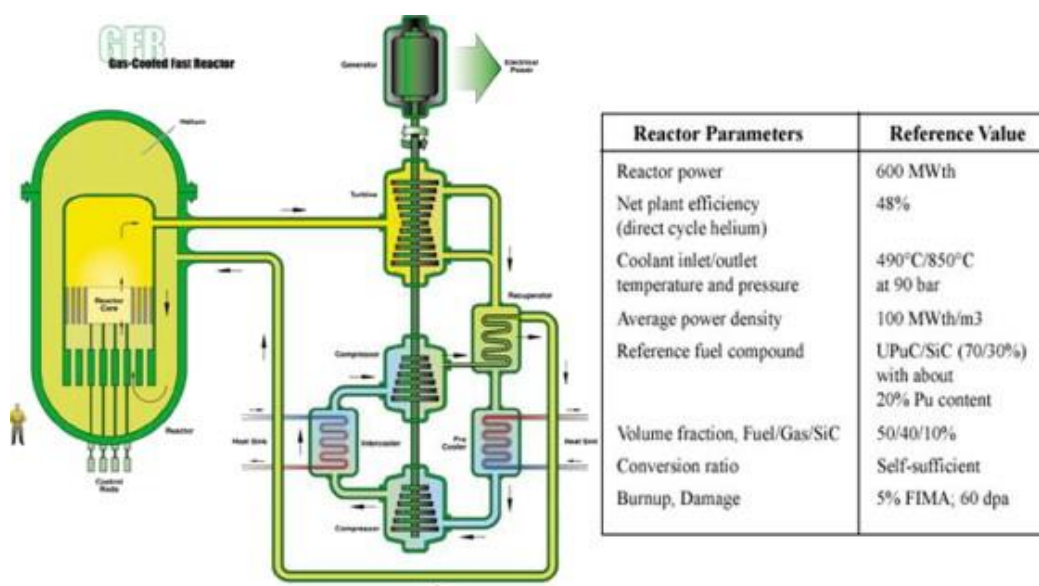 GFR
Gas-Cooled Fast Reactor
Helium
Generator
Electrical
Power
Turbine
Reactor
Core
Recuperator
Compressor
Heat Sink
Intercooler
Pre
Cooler
Heat Sink
Reactor
Control
Rods
Compressor
Reactor Parameters
Reference Value
Reactor power
600 MWth
Net plant efficiency
(direct cycle helium)
48%
Coolant inlet/outlet
temperature and pressure
490°C/850°C
at 90 bar
Average power density
100 MWth/m3
Reference fuel compound
UPuC/SiC (70/30%)
with about
20% Pu content
Volume fraction, Fuel/Gas/SiC
50/40/10%
Conversion ratio
Self-sufficient
Burnup, Damage
5% FIMA; 60 dpa